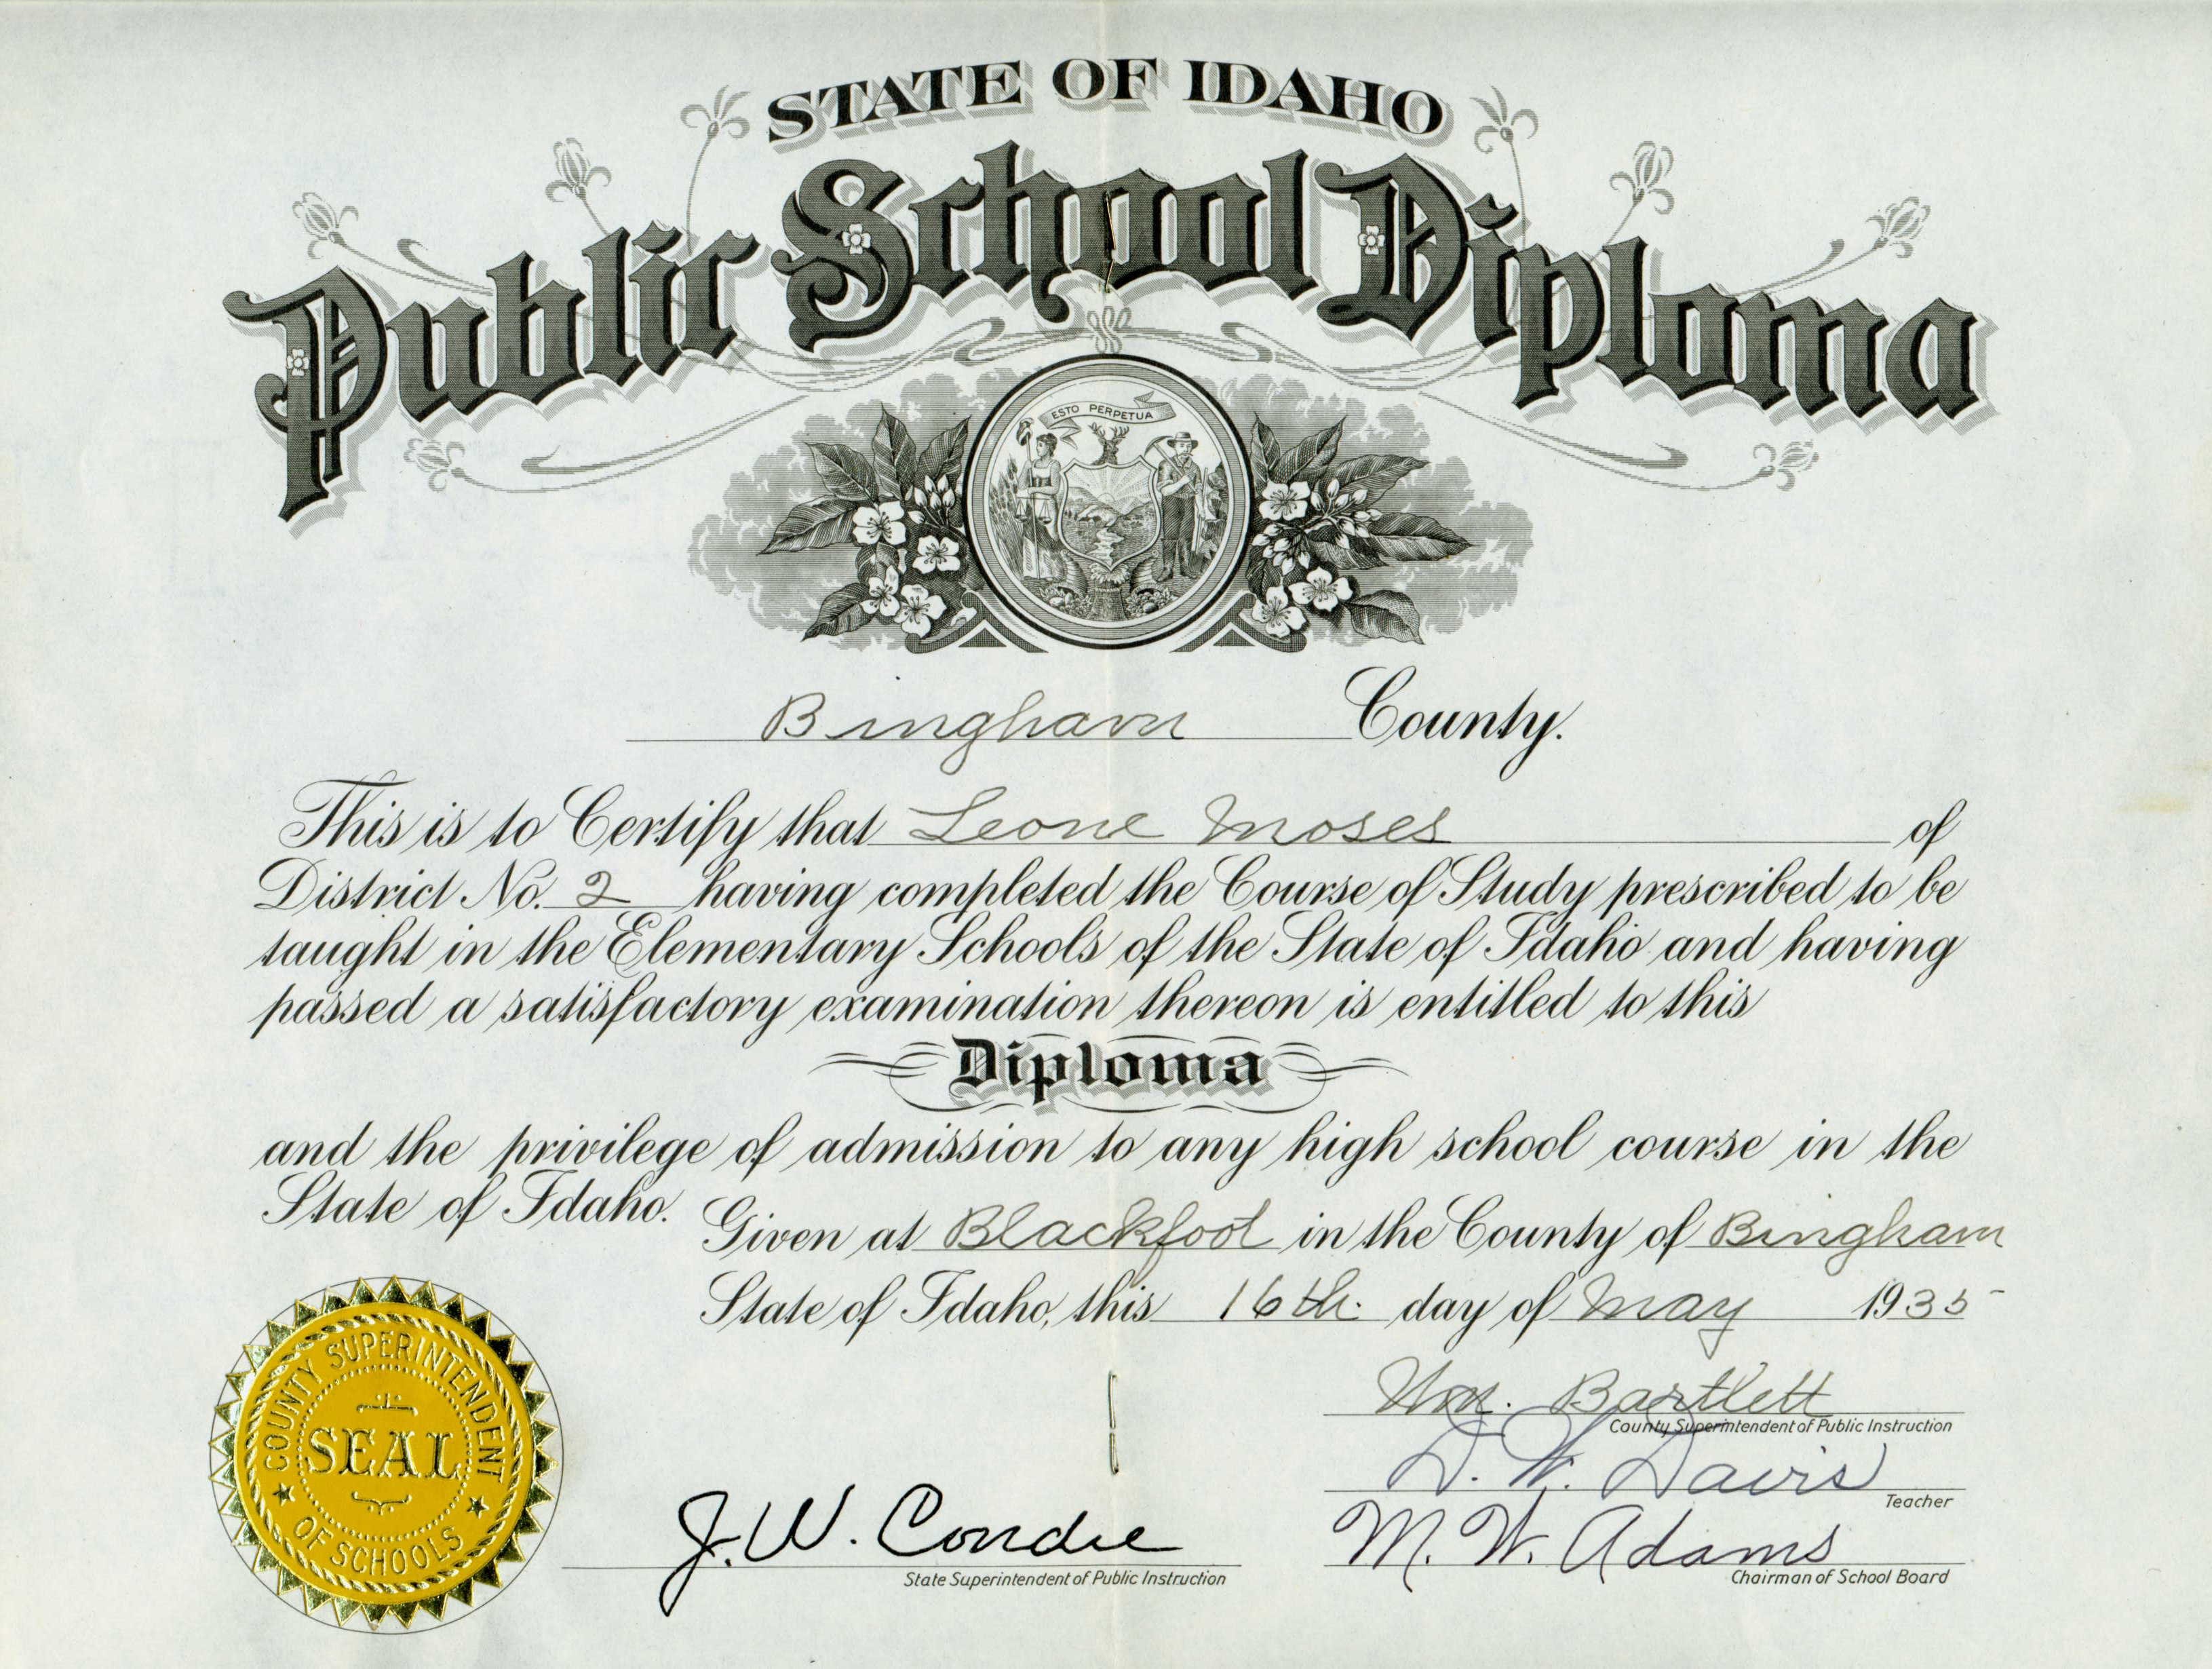 STATE OF IDAHO
Public School Diploma
ESTO PERPETUA
Bingham County.
This is to Certify that Leone Moses of
District No. 2 having completed the Course of Study prescribed to be
taught in the Elementary Schools of the State of Idaho and having
passed a satisfactory examination thereon is entitled to this
Diploma
and the privilege of admission to any high school course in the
State of Idaho.
Given at Blackfoot in the County of Bingham
State of Idaho, this 16th. day of May 1935
Wm. Bartlett
County Superintendent of Public Instruction
D. W. Davis
Teacher
M. W. Adams
Chairman of School Board
J. W. Condie
State Superintendent of Public Instruction
COUNTY SUPERINTENDENT
SEAL
OF SCHOOLS